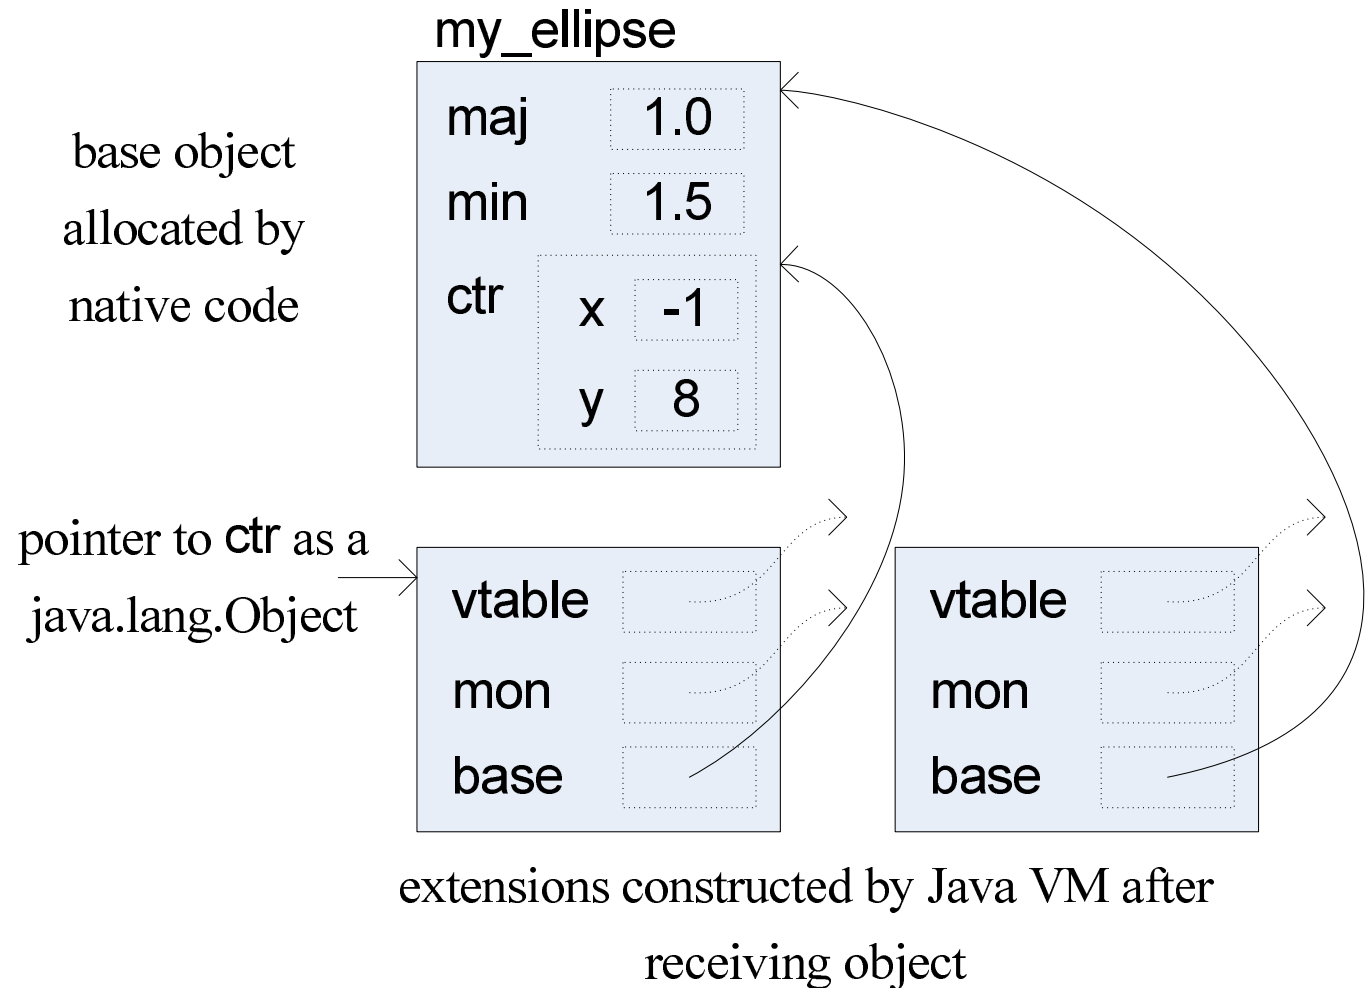 my_ellipse
base object
allocated by
native code
maj 1.0
min 1.5
ctr x -1
y 8
pointer to ctr as a
java.lang.Object
vtable
mon
base
vtable
mon
base
extensions constructed by Java VM after
receiving object